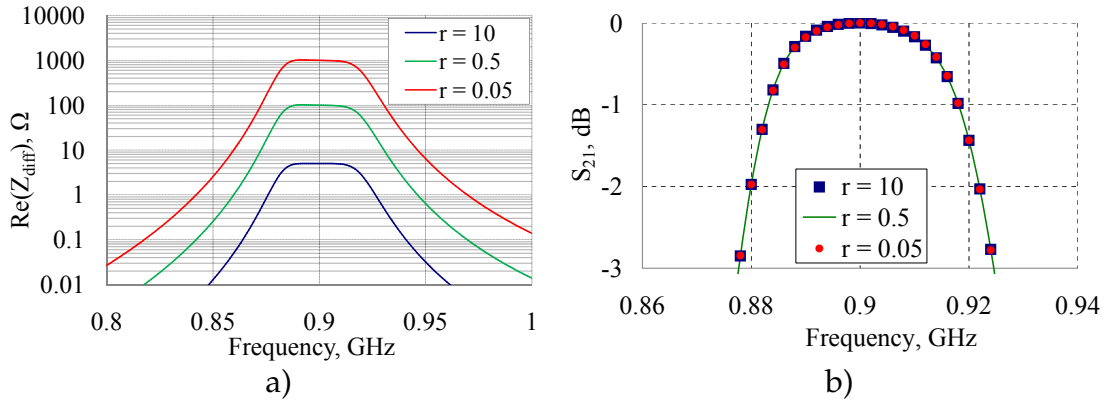 10000
1000
100
10
1
0.1
0.01
Re(Z_diff), Ω
r = 10
r = 0.5
r = 0.05
0.8
0.85
0.9
0.95
1
Frequency, GHz
a)
0
-1
-2
-3
S_21, dB
r = 10
r = 0.5
r = 0.05
0.86
0.88
0.9
0.92
0.94
Frequency, GHz
b)